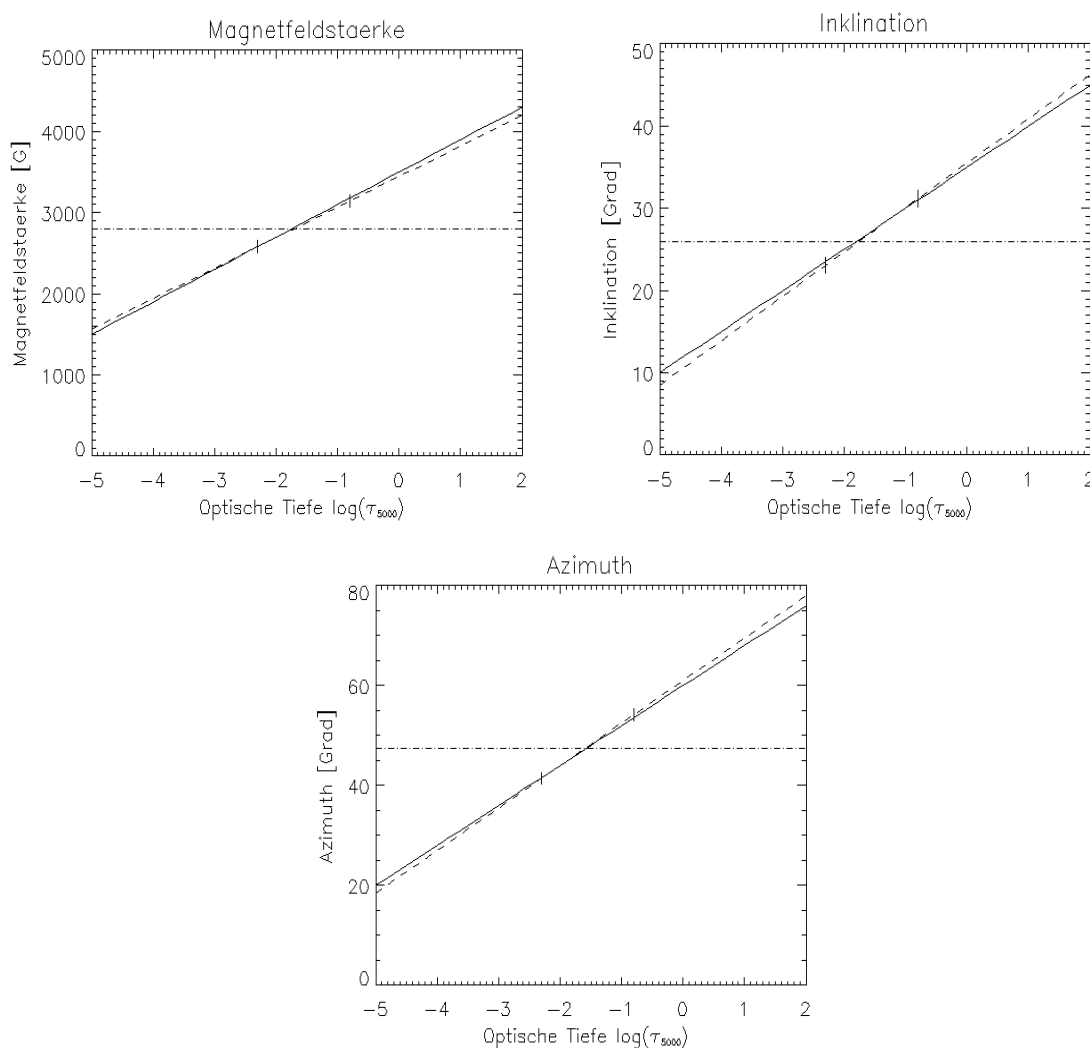 Magnetfeldstaerke
Magnetfeldstaerke [G]
5000
4000
3000
2000
1000
0
−5 −4 −3 −2 −1 0 1 2
Optische Tiefe log(τ₅₀₀₀)
Inklination
Inklination [Grad]
50
40
30
20
10
0
−5 −4 −3 −2 −1 0 1 2
Optische Tiefe log(τ₅₀₀₀)
Azimuth
Azimuth [Grad]
80
60
40
20
0
−5 −4 −3 −2 −1 0 1 2
Optische Tiefe log(τ₅₀₀₀)